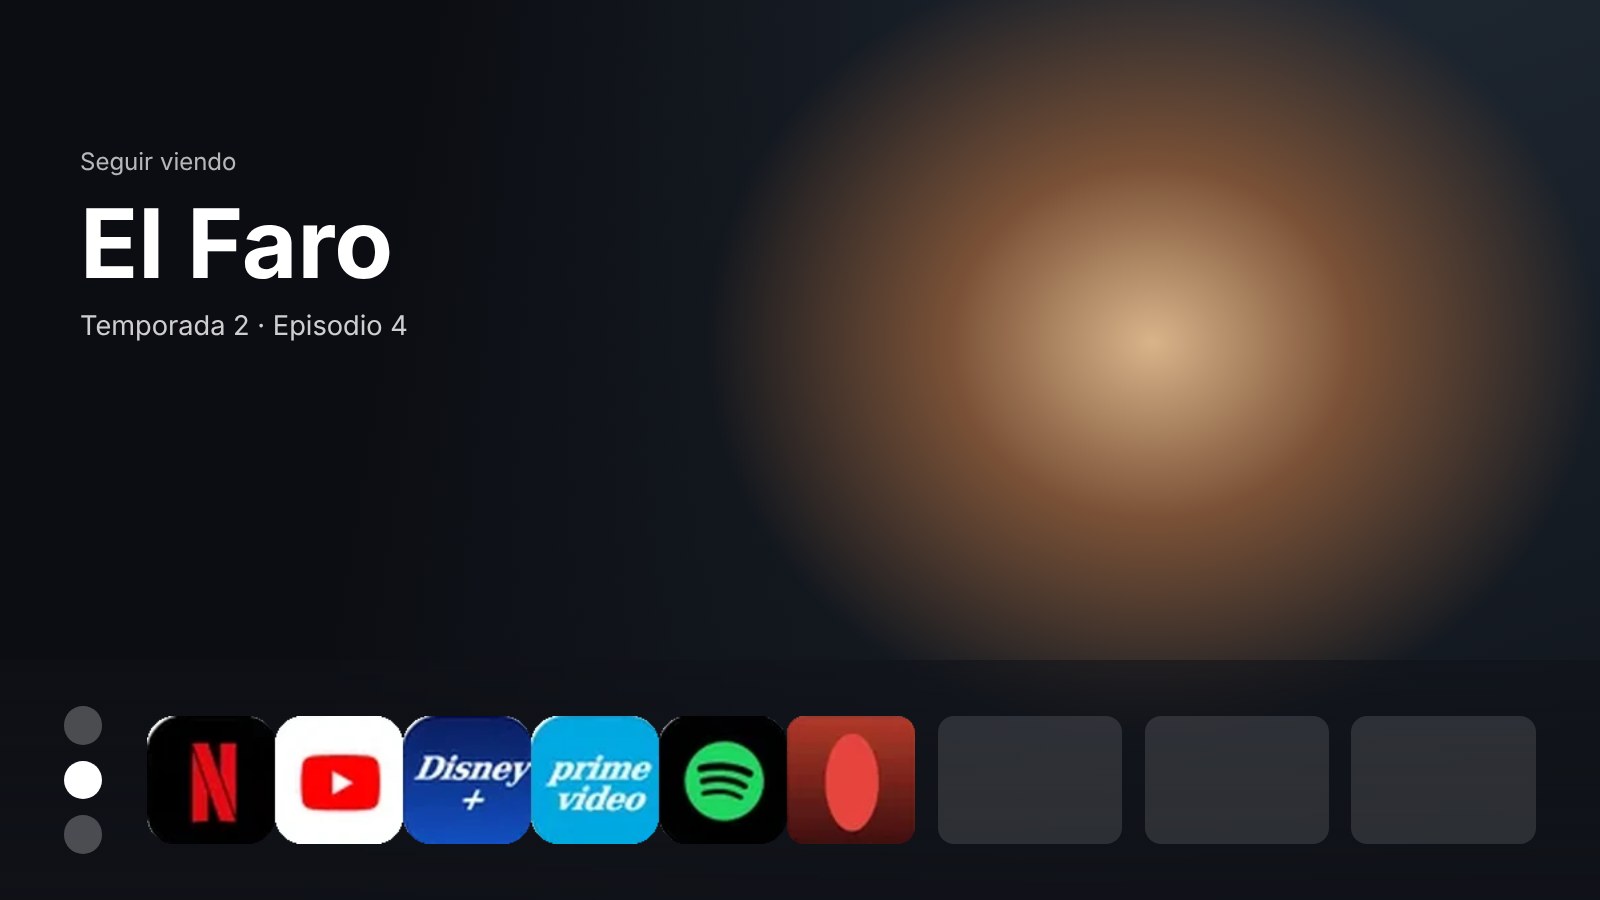 Seguir viendo
El Faro
Temporada 2 · Episodio 4
N
Disney
+
prime
video